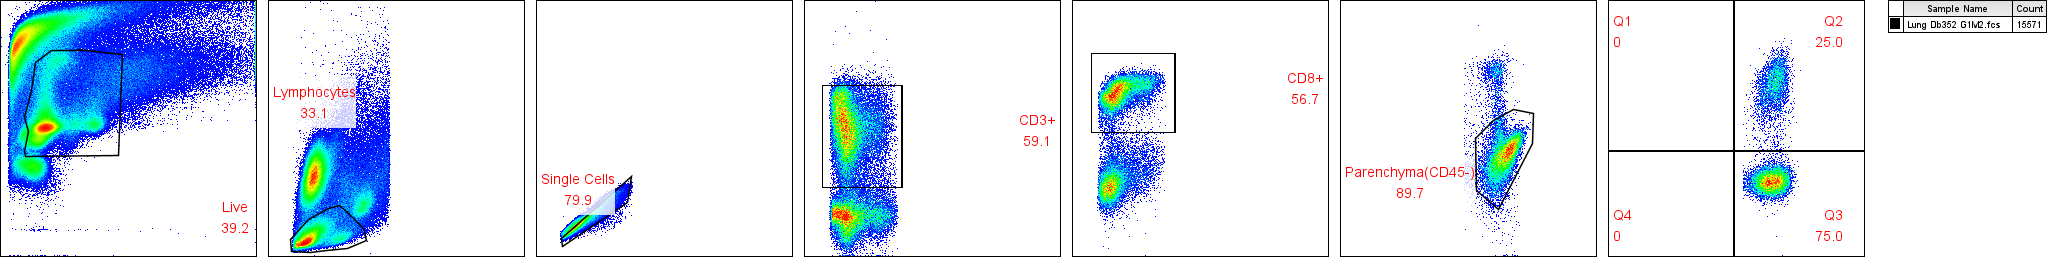 Live
39.2
Lymphocytes
33.1
Single Cells
79.9
CD3+
59.1
CD8+
56.7
Parenchyma(CD45-)
89.7
Q1
0
Q2
25.0
Q4
0
Q3
75.0
Sample Name Count
Lung Db352 G1M2.fcs 15571